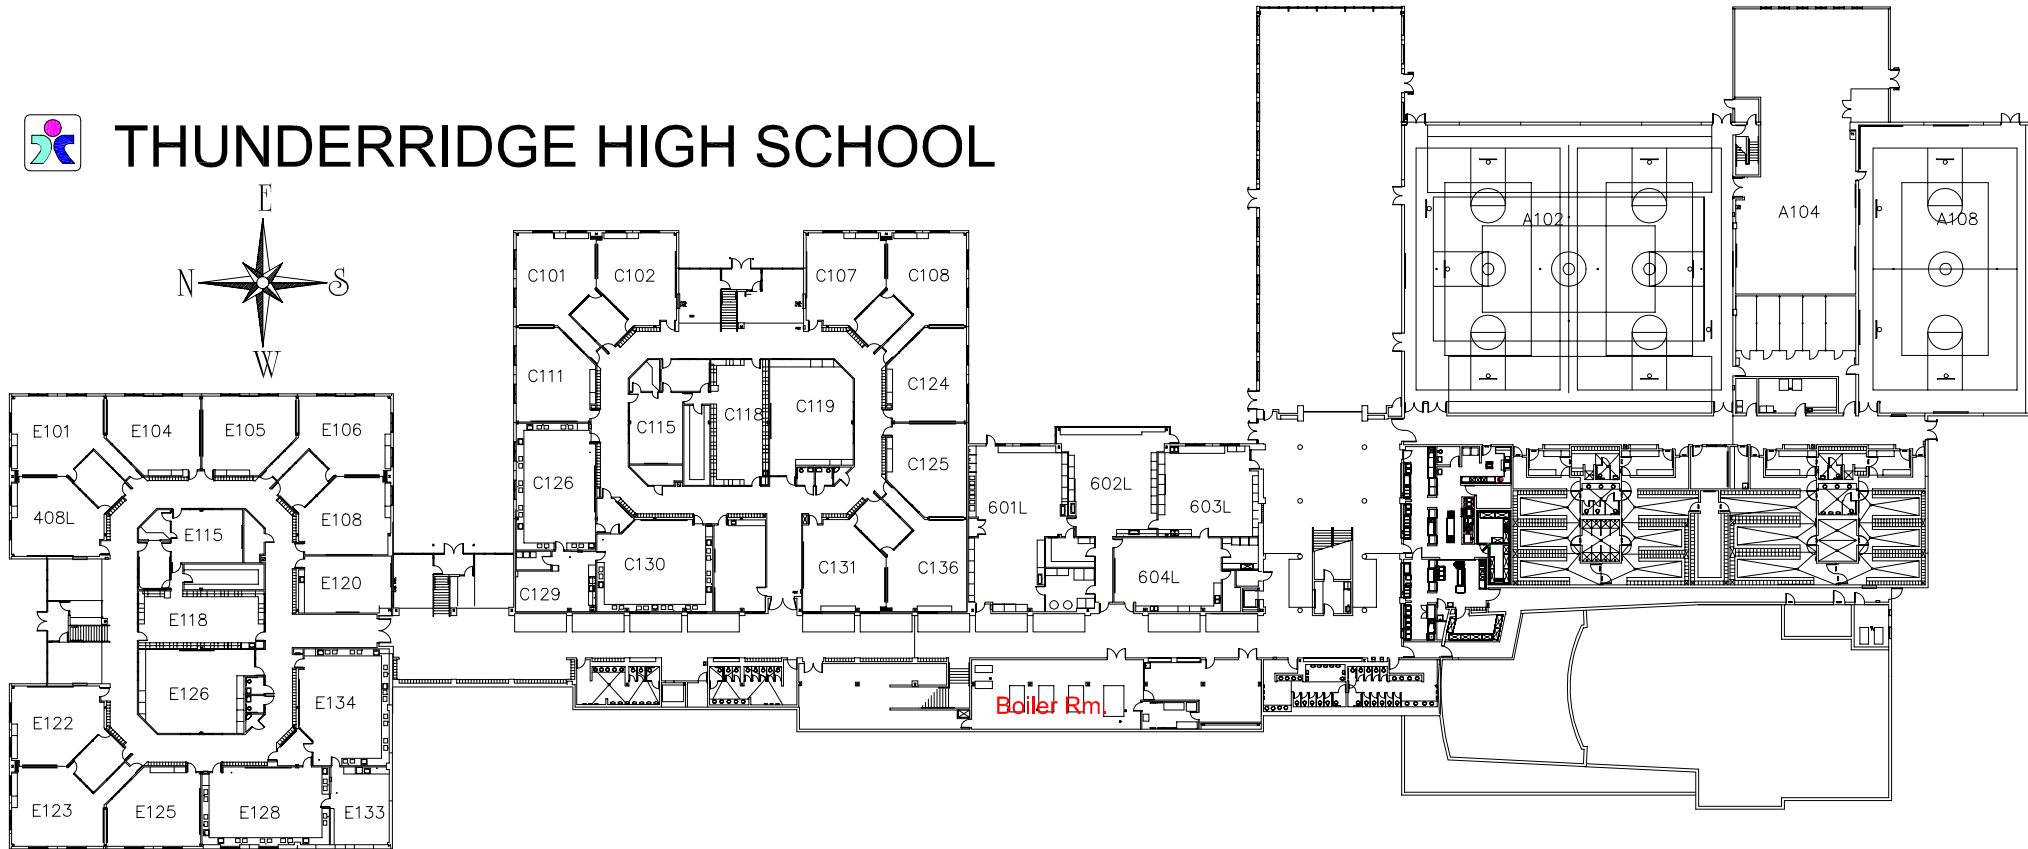 THUNDERRIDGE HIGH SCHOOL
E
N
S
W
A102
A104
A108
C101
C102
C107
C108
C111
C124
C115
C118
C119
C125
C126
C129
C130
C131
C136
E101
E104
E105
E106
408L
E108
E115
E120
E118
E126
E122
E134
E123
E125
E128
E133
601L
602L
603L
604L
Boiler Rm.